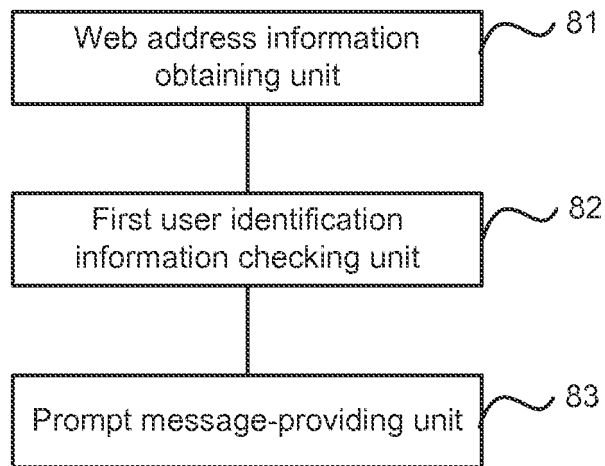 Web address information
obtaining unit
81
First user identification
information checking unit
82
Prompt message-providing unit
83